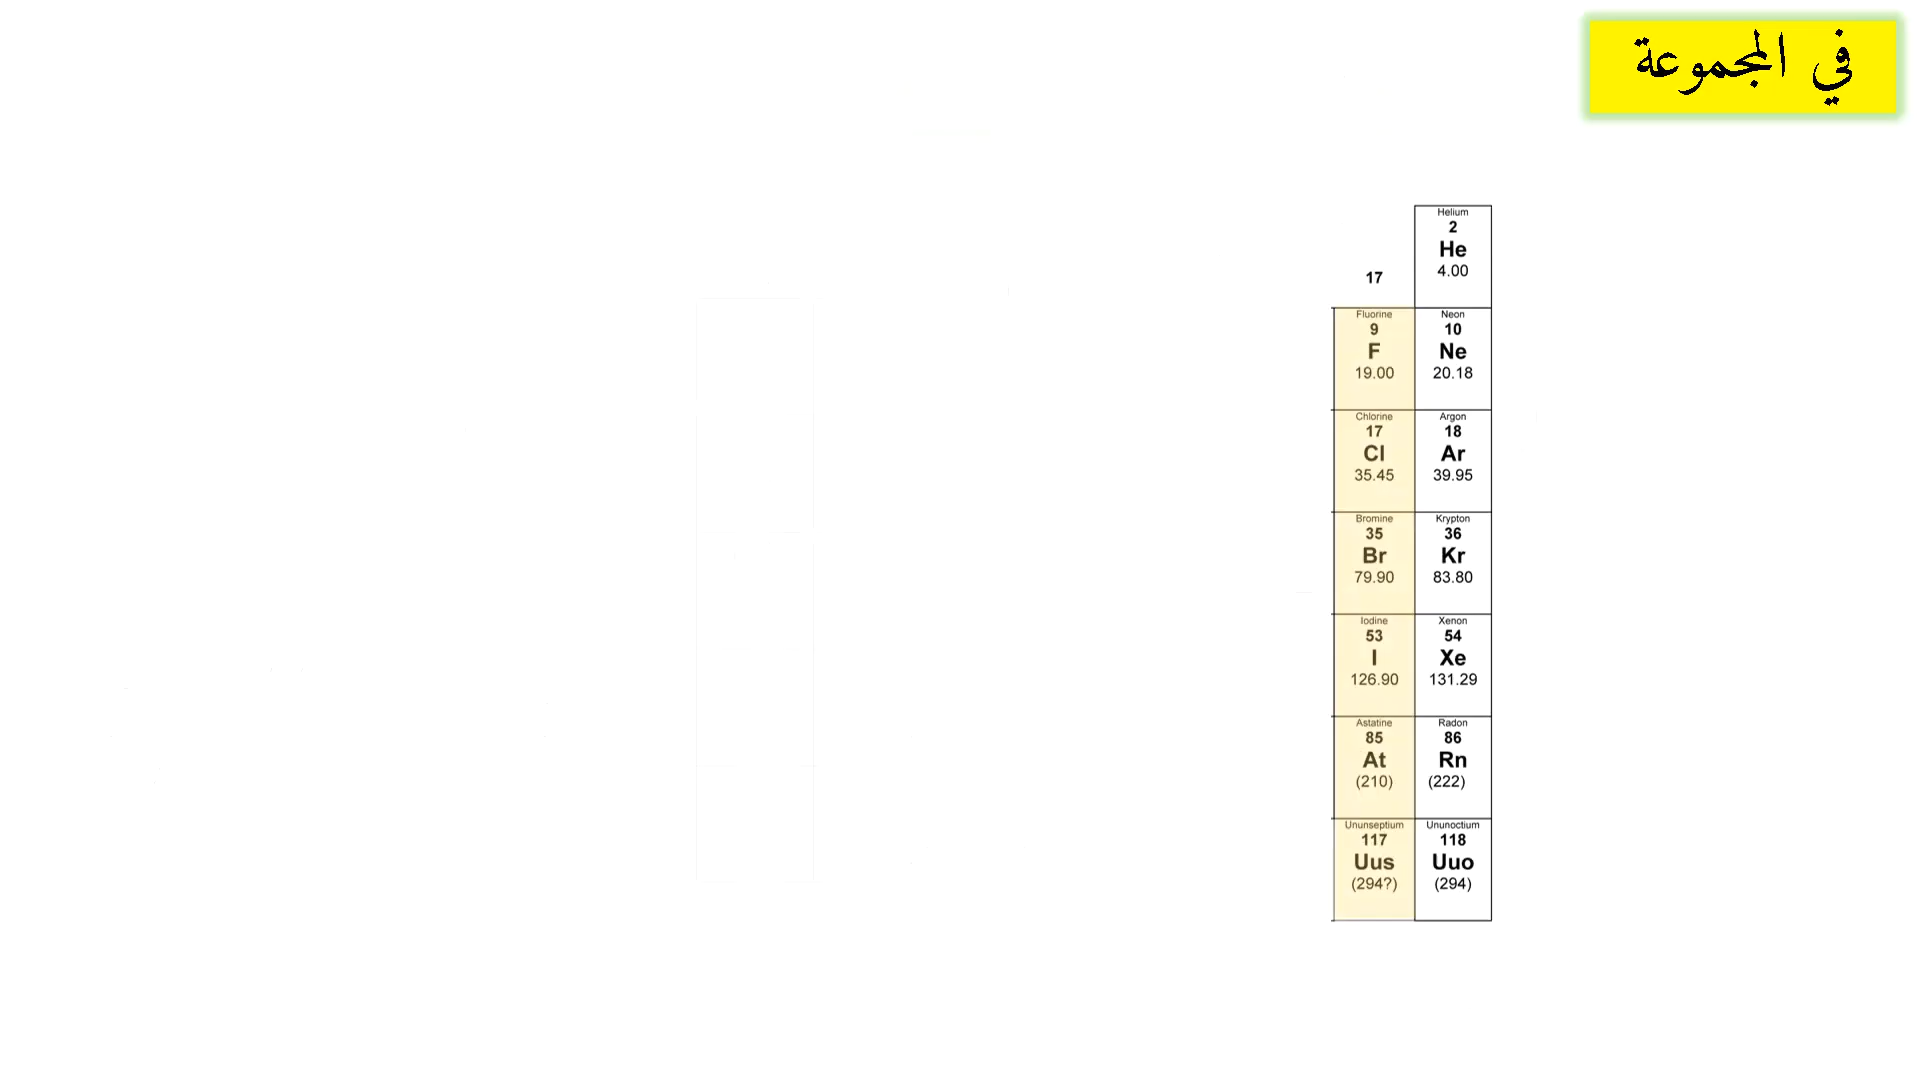 في المجموعة
Helium
2
He
4.00
17
Fluorine
9
F
19.00
Neon
10
Ne
20.18
Chlorine
17
Cl
35.45
Argon
18
Ar
39.95
Bromine
35
Br
79.90
Krypton
36
Kr
83.80
Iodine
53
I
126.90
Xenon
54
Xe
131.29
Astatine
85
At
(210)
Radon
86
Rn
(222)
Ununseptium
117
Uus
(294?)
Ununoctium
118
Uuo
(294)